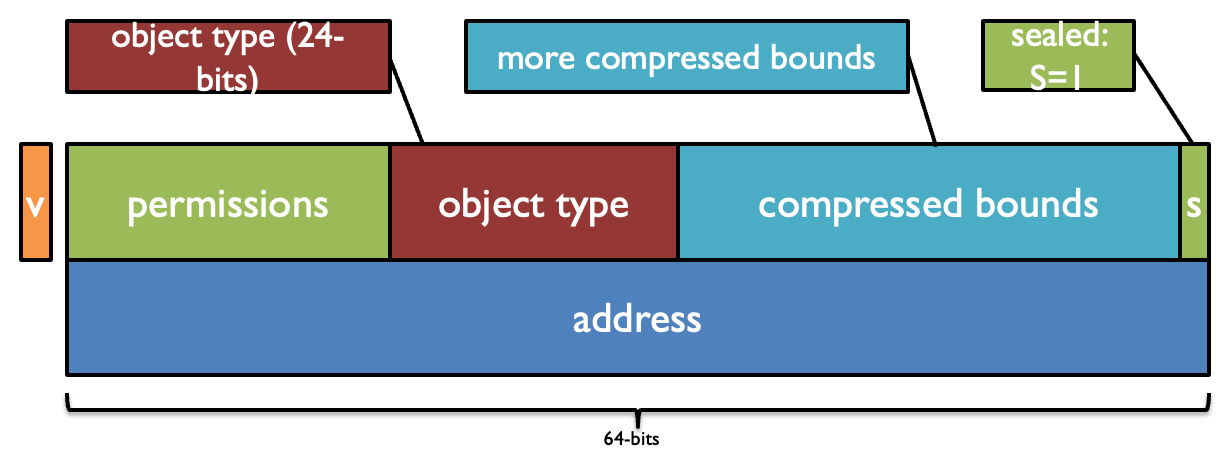 object type (24-
bits)
more compressed bounds
sealed:
S=1
v
permissions
object type
compressed bounds
s
address
64-bits